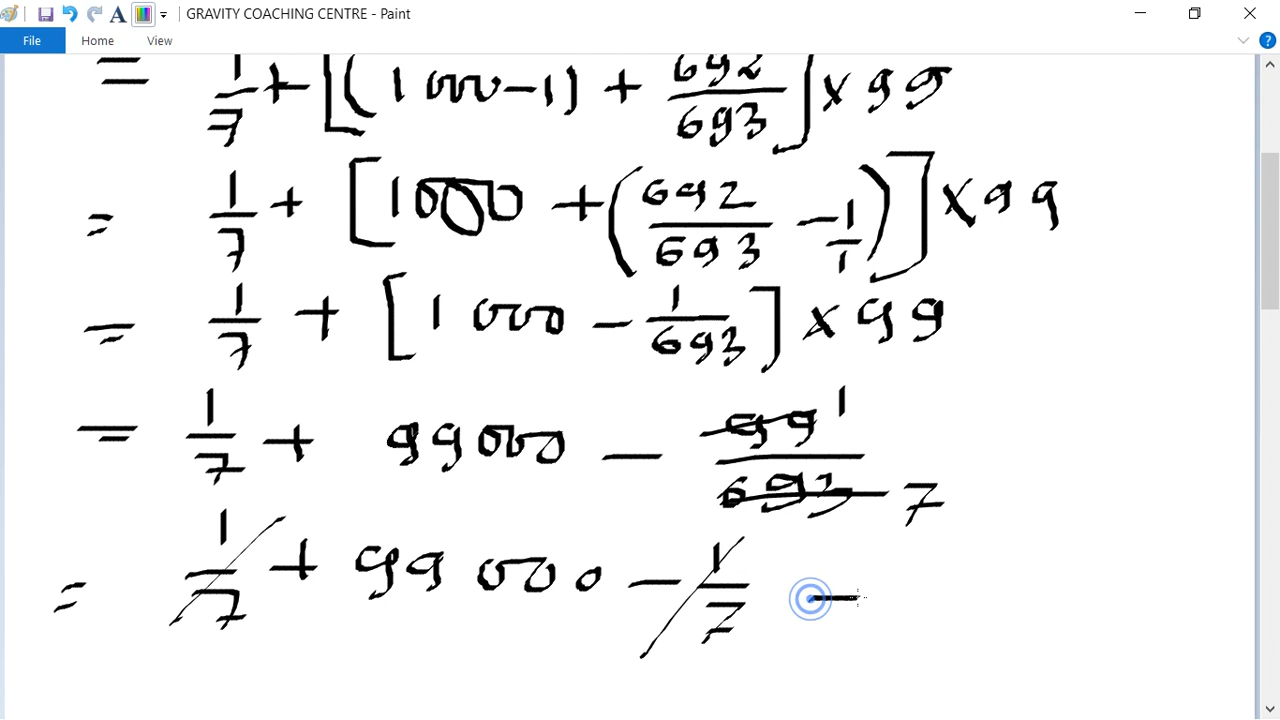 GRAVITY COACHING CENTRE - Paint
File Home View
= 1/7 + [(1000-1) + 692/693] × 99
= 1/7 + [1000 + (692/693 - 1/1)] × 99
= 1/7 + [1000 - 1/693] × 99
= 1/7 + 99000 - 99 1/693 7
= 1/7 + 99000 - 1/7